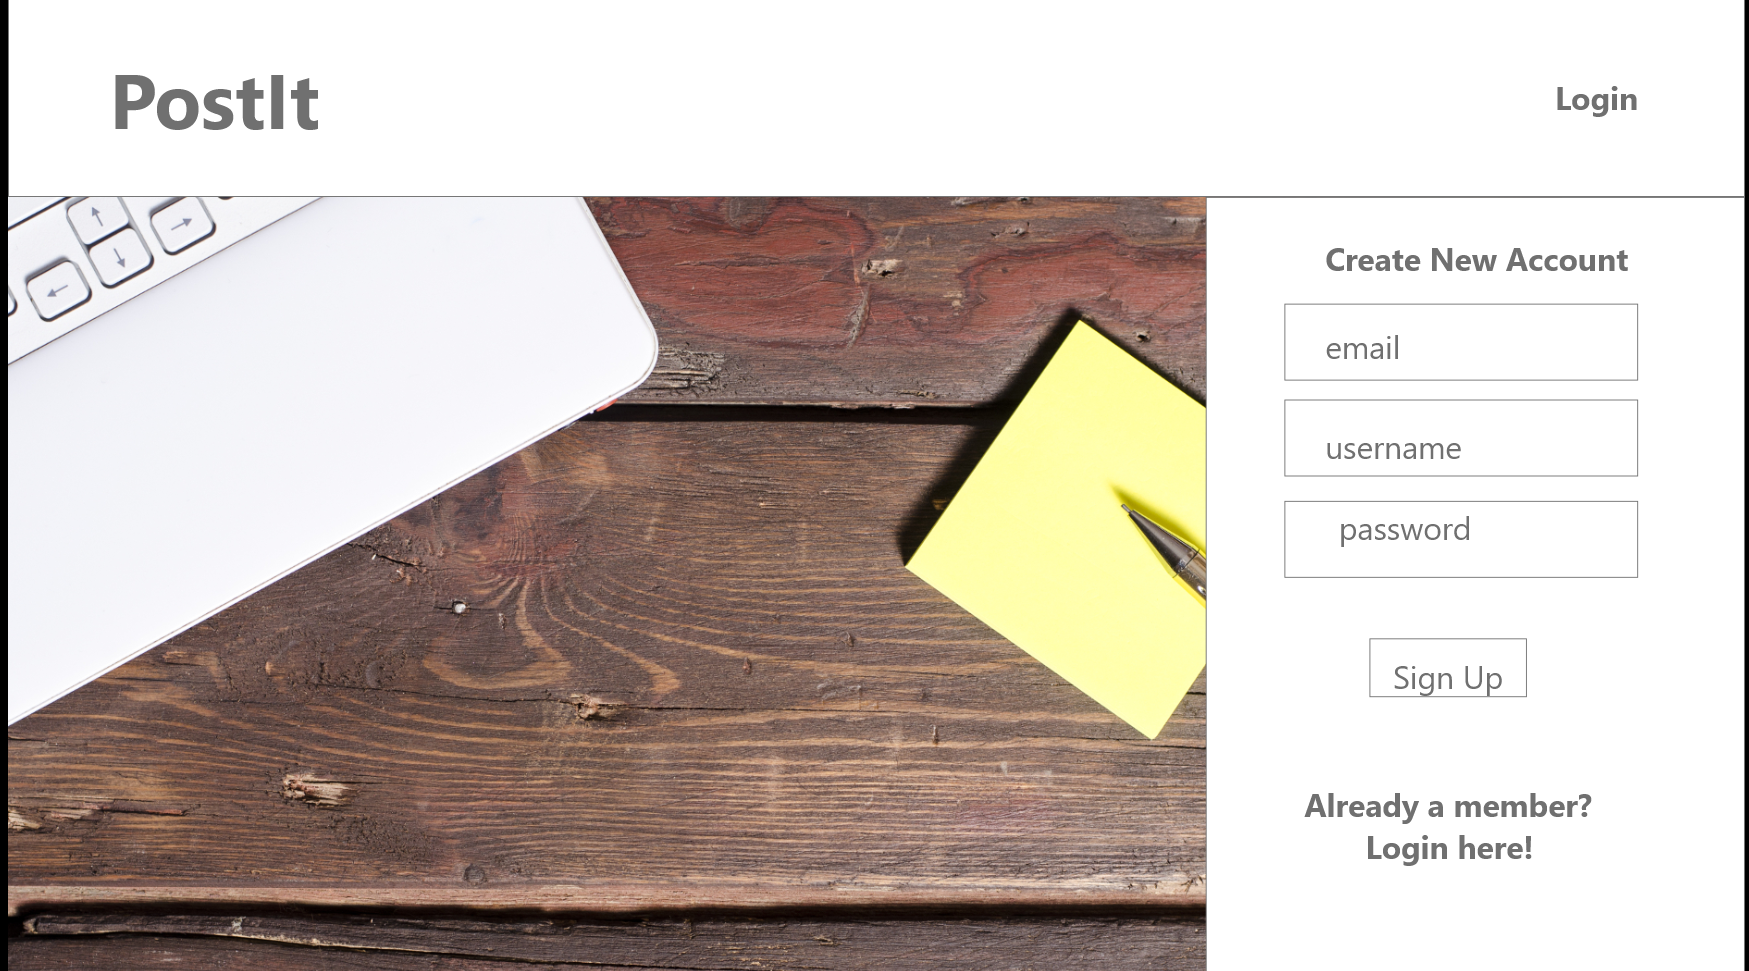 PostIt
Login
Create New Account
email
username
password
Sign Up
Already a member?
Login here!